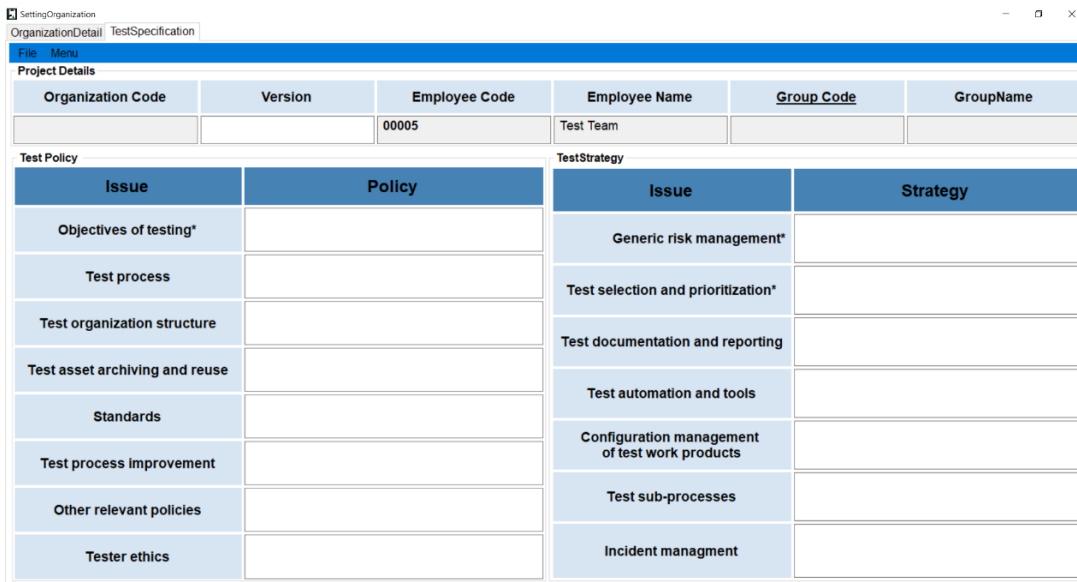 SettingOrganization
OrganizationDetail TestSpecification
File Menu
Project Details
Organization Code Version Employee Code Employee Name Group Code GroupName
00005 Test Team
Test Policy
Issue Policy
Objectives of testing*
Test process
Test organization structure
Test asset archiving and reuse
Standards
Test process improvement
Other relevant policies
Tester ethics
TestStrategy
Issue Strategy
Generic risk management*
Test selection and prioritization*
Test documentation and reporting
Test automation and tools
Configuration management
of test work products
Test sub-processes
Incident managment